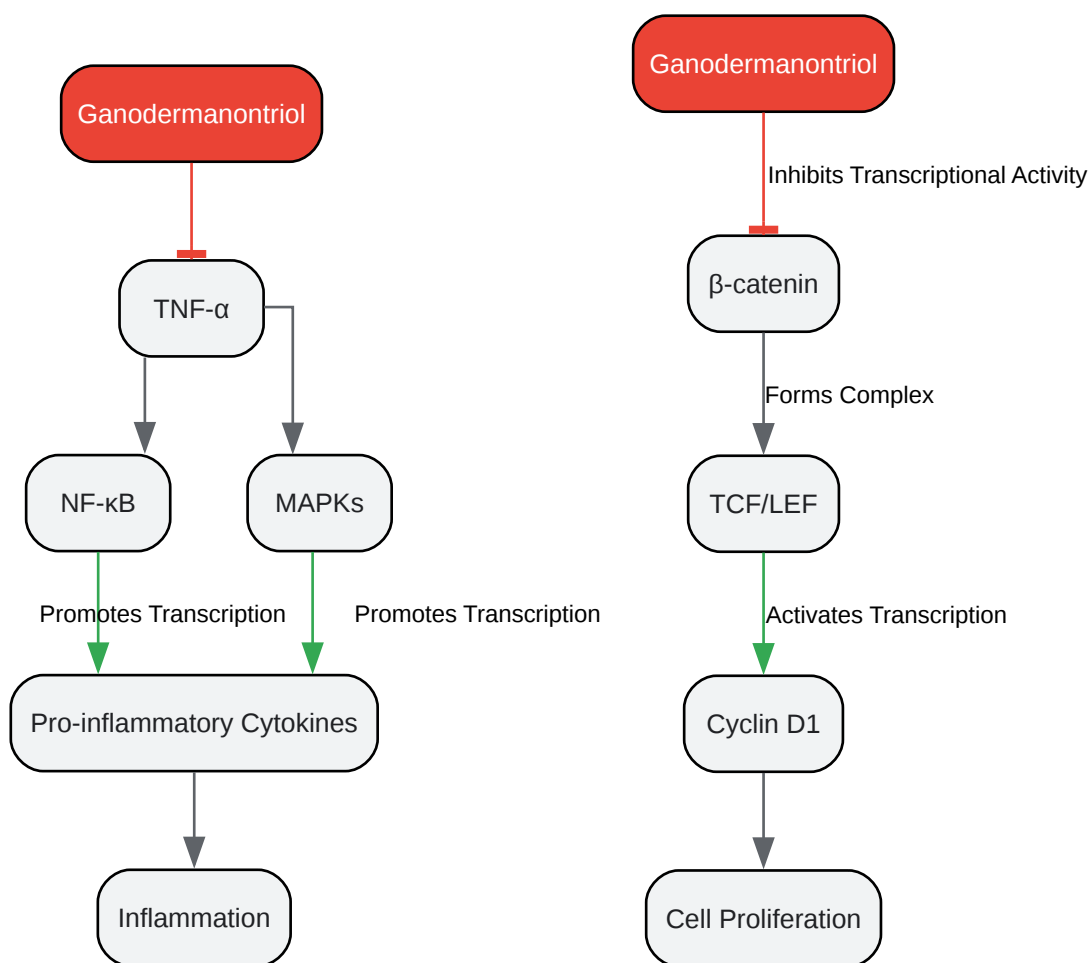 Ganodermanontriol
TNF-α
NF-κB
MAPKs
Promotes Transcription
Promotes Transcription
Pro-inflammatory Cytokines
Inflammation
Ganodermanontriol
Inhibits Transcriptional Activity
β-catenin
Forms Complex
TCF/LEF
Activates Transcription
Cyclin D1
Cell Proliferation